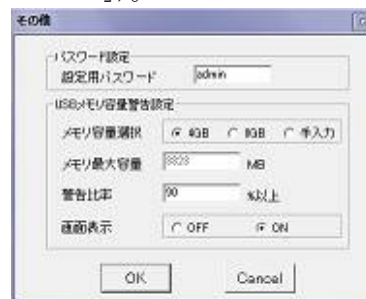 その他
パスワード設定
設定用パスワード admin
USBメモリ容量警告設定
メモリ容量選択 4GB 8GB 手入力
メモリ最大容量 MB
警告比率 90 %以上
画面表示 OFF ON
OK Cancel